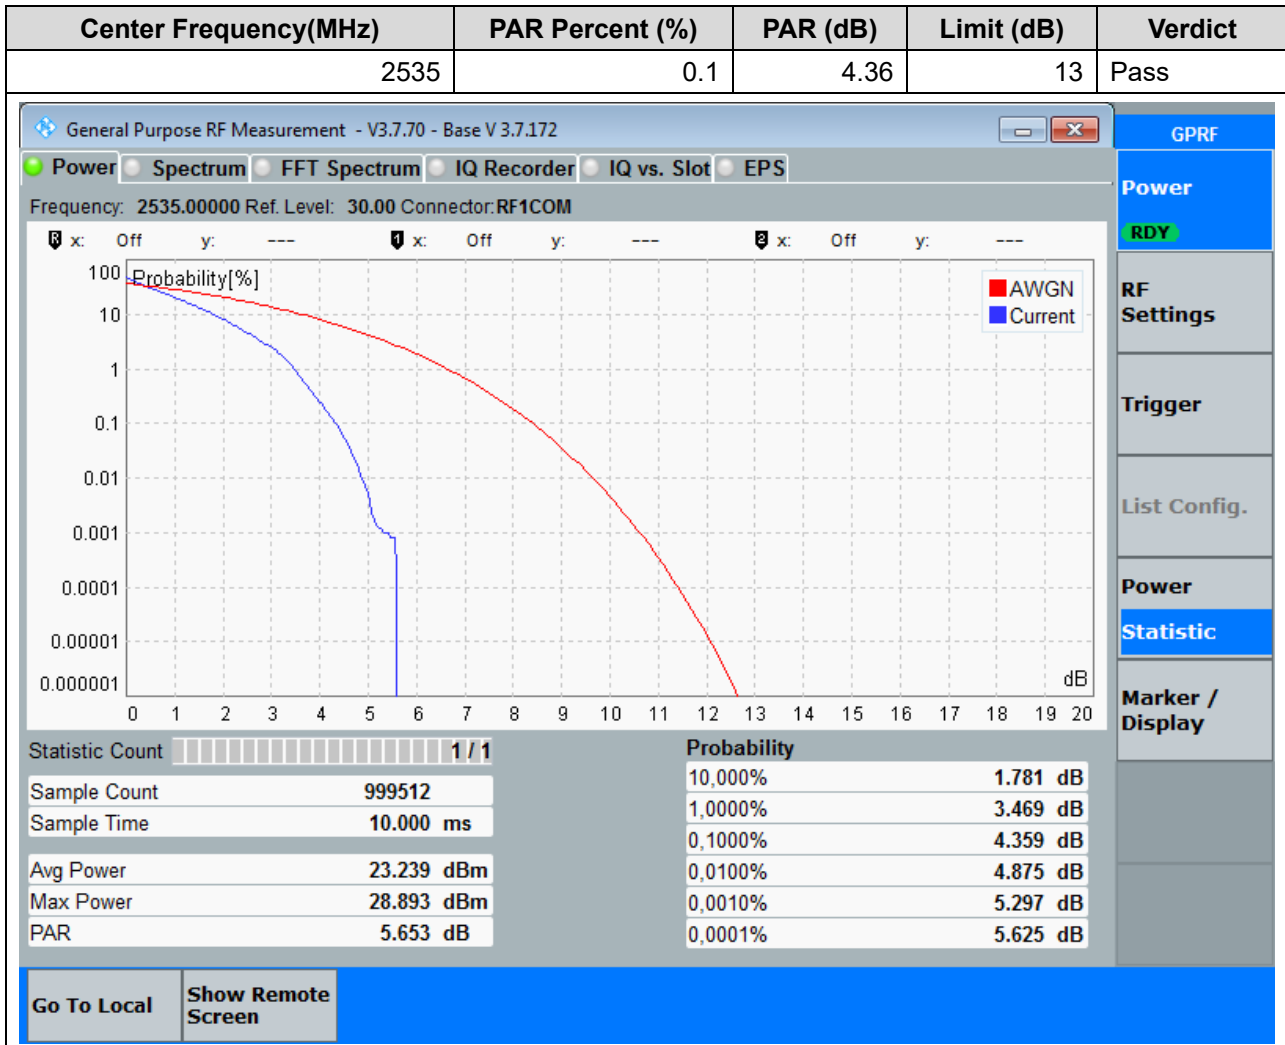 Center Frequency(MHz) PAR Percent (%) PAR (dB) Limit (dB) Verdict
2535 0.1 4.36 13 Pass
General Purpose RF Measurement - V3.7.70 - Base V 3.7.172
GPRF
Power Spectrum FFT Spectrum IQ Recorder IQ vs. Slot EPS
Power
RDY
Frequency: 2535.00000 Ref. Level: 30.00 Connector:RF1COM
R x: Off y: --- 1 x: Off y: --- 2 x: Off y: ---
Probability[%]
AWGN
Current
100
10
1
0.1
0.01
0.001
0.0001
0.00001
0.000001
dB
0 1 2 3 4 5 6 7 8 9 10 11 12 13 14 15 16 17 18 19 20
RF
Settings
Trigger
List Config.
Power
Statistic
Marker /
Display
Statistic Count 1 / 1
Sample Count 999512
Sample Time 10.000 ms
Avg Power 23.239 dBm
Max Power 28.893 dBm
PAR 5.653 dB
Probability
10,000% 1.781 dB
1,0000% 3.469 dB
0,1000% 4.359 dB
0,0100% 4.875 dB
0,0010% 5.297 dB
0,0001% 5.625 dB
Go To Local
Show Remote
Screen